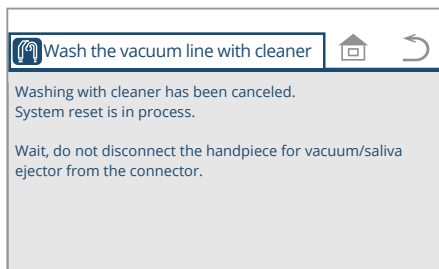 Wash the vacuum line with cleaner
Washing with cleaner has been canceled.
System reset is in process.
Wait, do not disconnect the handpiece for vacuum/saliva
ejector from the connector.